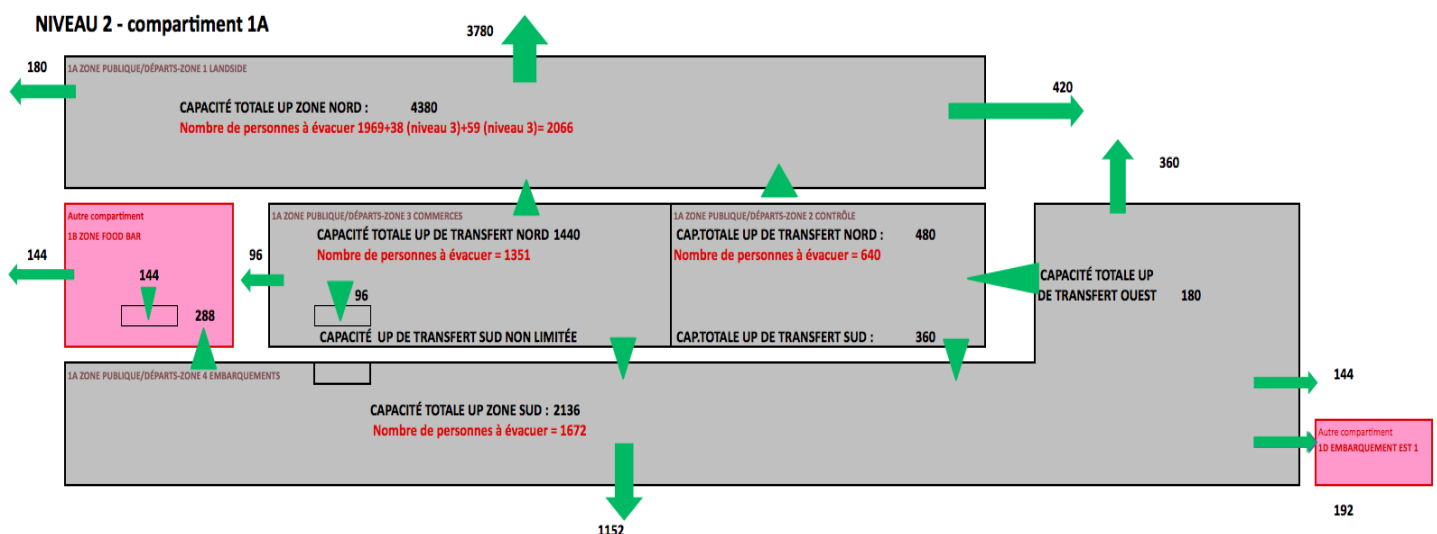 NIVEAU 2 - compartiment 1A
3780
180
1A ZONE PUBLIQUE/DÉPARTS-ZONE 1 LANDSIDE
420
CAPACITÉ TOTALE UP ZONE NORD : 4380
Nombre de personnes à évacuer 1969+38 (niveau 3)+59 (niveau 3)= 2066
360
Autre compartiment
1B ZONE FOOD BAR
144
144
288
1A ZONE PUBLIQUE/DÉPARTS-ZONE 3 COMMERCES
CAPACITÉ TOTALE UP DE TRANSFERT NORD 1440
Nombre de personnes à évacuer = 1351
96
96
CAPACITÉ UP DE TRANSFERT SUD NON LIMITÉE
1A ZONE PUBLIQUE/DÉPARTS-ZONE 2 CONTRÔLE
CAP.TOTALE UP DE TRANSFERT NORD : 480
Nombre de personnes à évacuer = 640
CAP.TOTALE UP DE TRANSFERT SUD : 360
CAPACITÉ TOTALE UP
DE TRANSFERT OUEST 180
1A ZONE PUBLIQUE/DÉPARTS-ZONE 4 EMBARQUEMENTS
CAPACITÉ TOTALE UP ZONE SUD : 2136
Nombre de personnes à évacuer = 1672
144
Autre compartiment
1D EMBARQUEMENT EST 1
192
1152